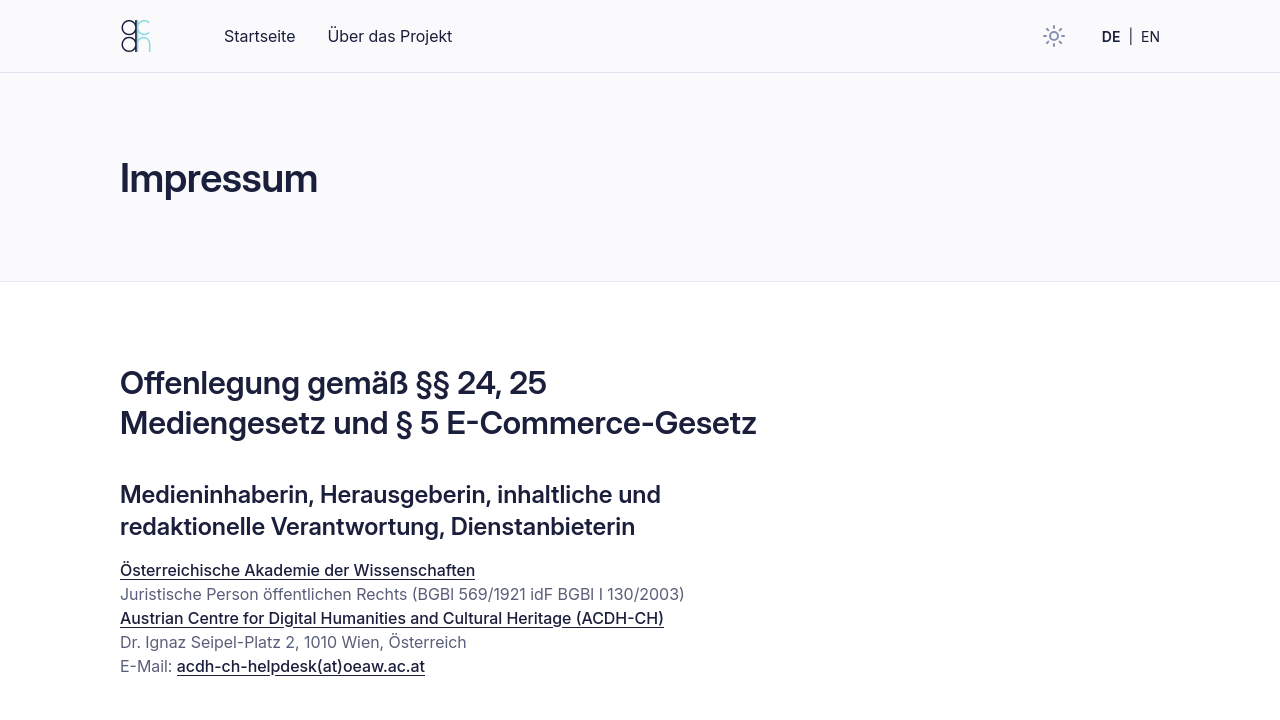 Startseite
Über das Projekt
DE | EN
Impressum
Offenlegung gemäß §§ 24, 25
Mediengesetz und § 5 E-Commerce-Gesetz
Medieninhaberin, Herausgeberin, inhaltliche und
redaktionelle Verantwortung, Dienstanbieterin
Österreichische Akademie der Wissenschaften
Juristische Person öffentlichen Rechts (BGBl 569/1921 idF BGBl I 130/2003)
Austrian Centre for Digital Humanities and Cultural Heritage (ACDH-CH)
Dr. Ignaz Seipel-Platz 2, 1010 Wien, Österreich
E-Mail: acdh-ch-helpdesk(at)oeaw.ac.at